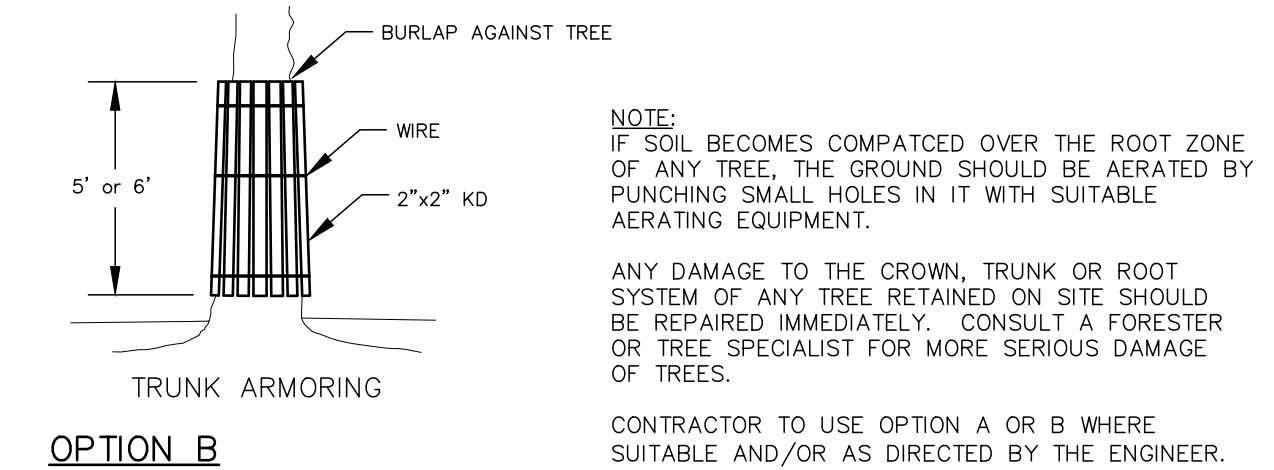 BURLAP AGAINST TREE
WIRE
5' or 6'
2"x2" KD
TRUNK ARMORING
OPTION B
NOTE:
IF SOIL BECOMES COMPATCED OVER THE ROOT ZONE
OF ANY TREE, THE GROUND SHOULD BE AERATED BY
PUNCHING SMALL HOLES IN IT WITH SUITABLE
AERATING EQUIPMENT.
ANY DAMAGE TO THE CROWN, TRUNK OR ROOT
SYSTEM OF ANY TREE RETAINED ON SITE SHOULD
BE REPAIRED IMMEDIATELY. CONSULT A FORESTER
OR TREE SPECIALIST FOR MORE SERIOUS DAMAGE
OF TREES.
CONTRACTOR TO USE OPTION A OR B WHERE
SUITABLE AND/OR AS DIRECTED BY THE ENGINEER.